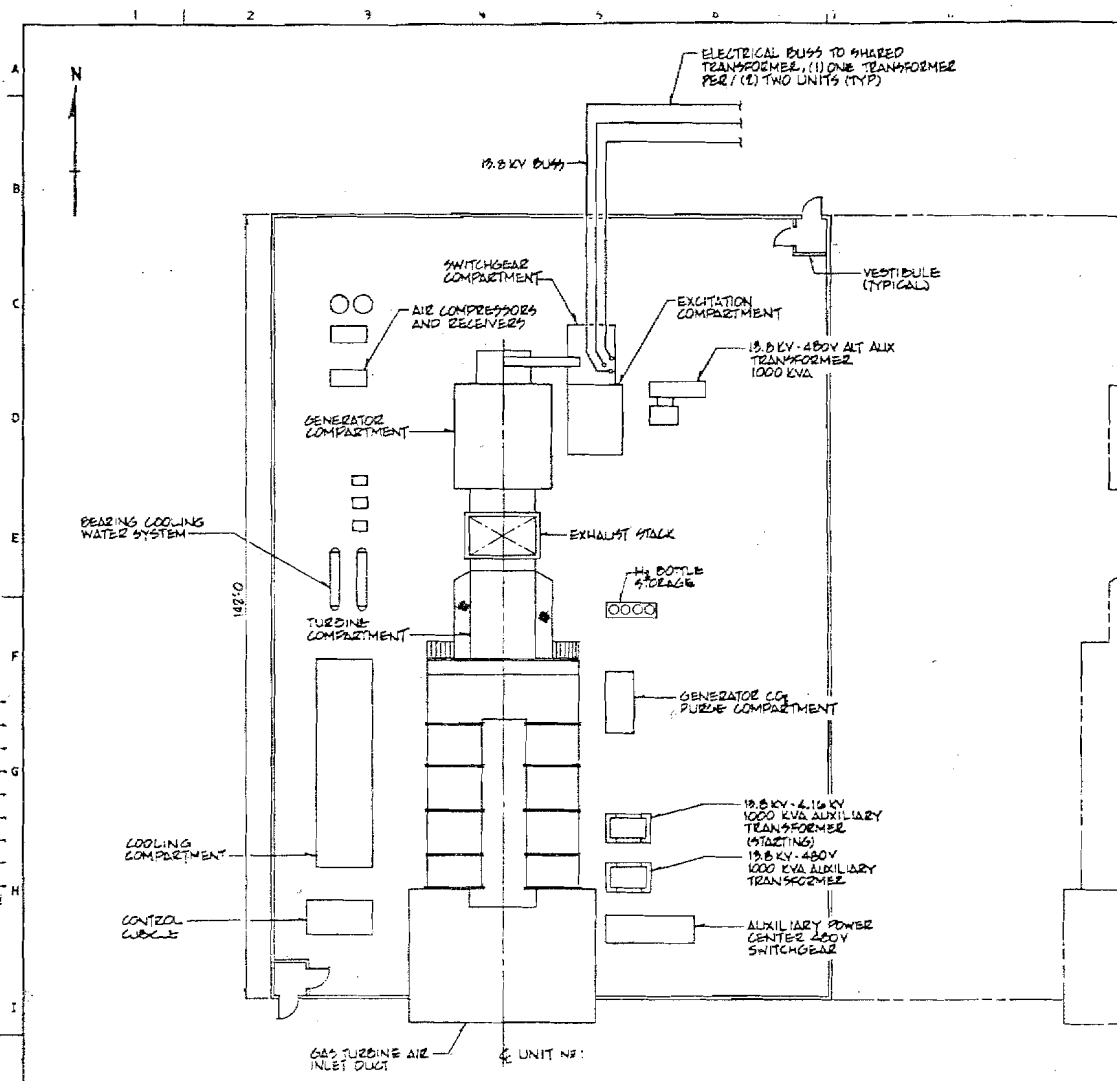 1 2 3 4 5 6
A
B
C
D
E
F
G
H
I
N
ELECTRICAL BUSS TO SHARED
TRANSFORMER, (1) ONE TRANSFORMER
PER / (2) TWO UNITS (TYP)
13.8 KV BUSS
SWITCHGEAR
COMPARTMENT
VESTIBULE
(TYPICAL)
AIR COMPRESSORS
AND RECEIVERS
EXCITATION
COMPARTMENT
13.8 KV - 480V ALT AUX
TRANSFORMER
1000 KVA
GENERATOR
COMPARTMENT
BEARING COOLING
WATER SYSTEM
EXHAUST STACK
H2 BOTTLE
STORAGE
142'-0
TURBINE
COMPARTMENT
GENERATOR CO2
PURGE COMPARTMENT
13.8 KV - 4.16 KV
1000 KVA AUXILIARY
TRANSFORMER
(STARTING)
COOLING
COMPARTMENT
13.8 KV - 480V
1000 KVA AUXILIARY
TRANSFORMER
CONTROL
CUBICLE
AUXILIARY POWER
CENTER 480V
SWITCHGEAR
GAS TURBINE AIR
INLET DUCT
℄ UNIT Nº 1